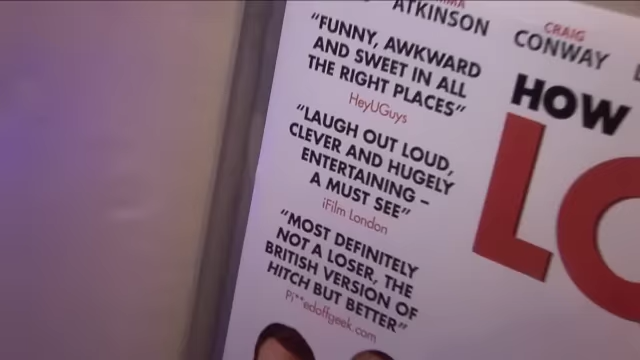 ATKINSON
CRAIG
CONWAY
"FUNNY, AWKWARD
AND SWEET IN ALL
THE RIGHT PLACES"
HeyUGuys
"LAUGH OUT LOUD,
CLEVER AND HUGELY
ENTERTAINING –
A MUST SEE"
iFilm London
"MOST DEFINITELY
NOT A LOSER, THE
BRITISH VERSION OF
HITCH BUT BETTER"
Pi**edoffgeek.com
HOW
LO